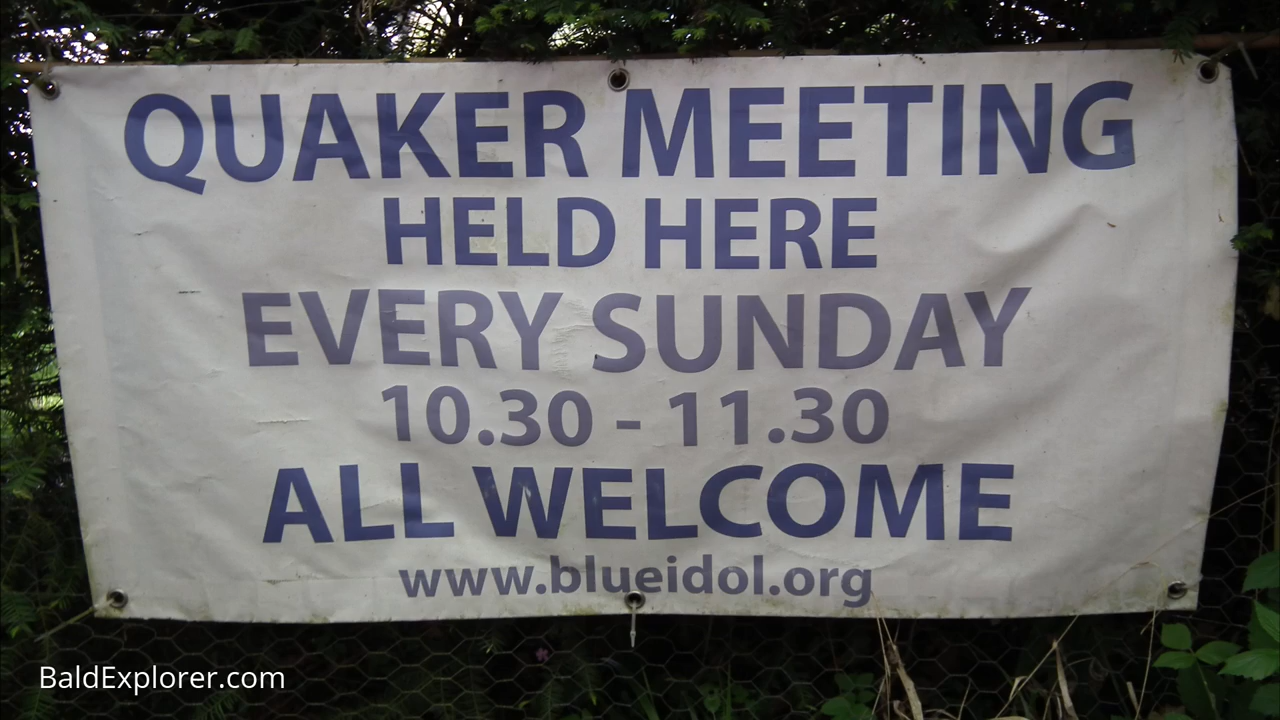 QUAKER MEETING
HELD HERE
EVERY SUNDAY
10.30 - 11.30
ALL WELCOME
www.blueidol.org
BaldExplorer.com